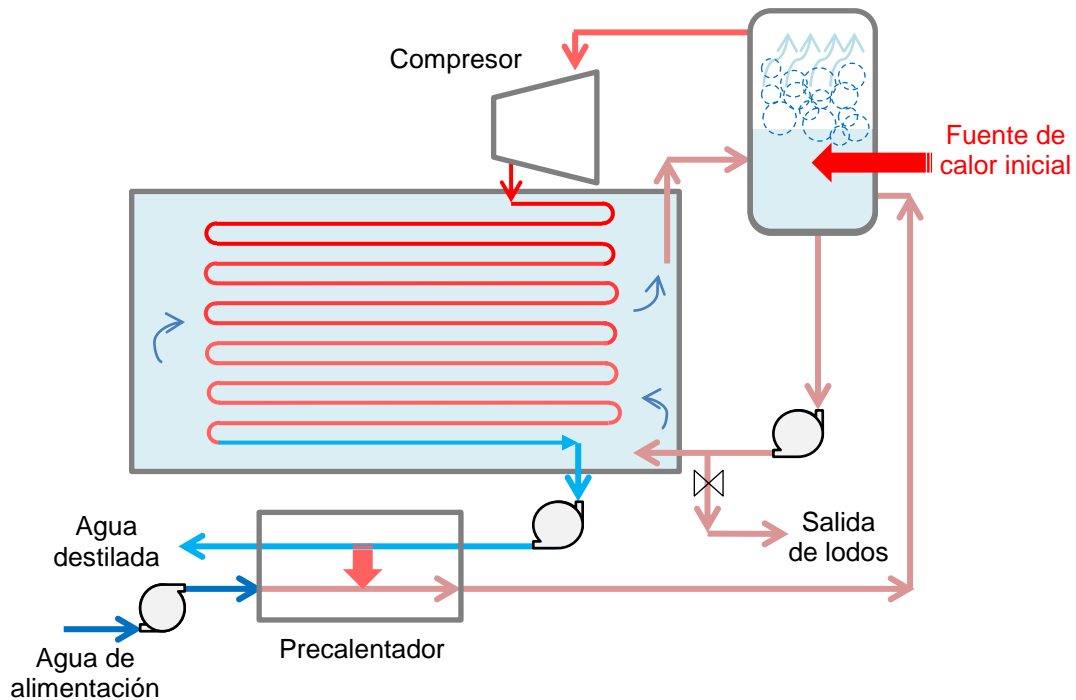 Compresor
Fuente de
calor inicial
Agua
destilada
Salida
de lodos
Precalentador
Agua de
alimentación